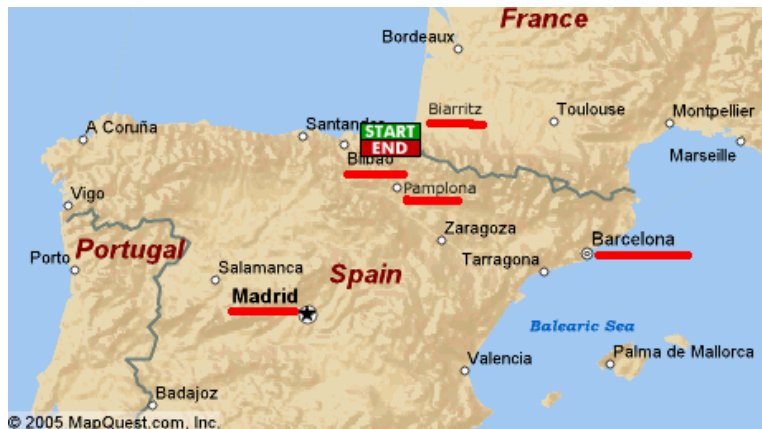 France
Bordeaux
Biarritz
Toulouse
Montpellier
Marseille
A Coruña
Santander
START
END
Bilbao
Pamplona
Vigo
Zaragoza
Barcelona
Portugal
Porto
Salamanca
Spain
Tarragona
Madrid
Balearic Sea
Valencia
Palma de Mallorca
Badajoz
© 2005 MapQuest.com, Inc.